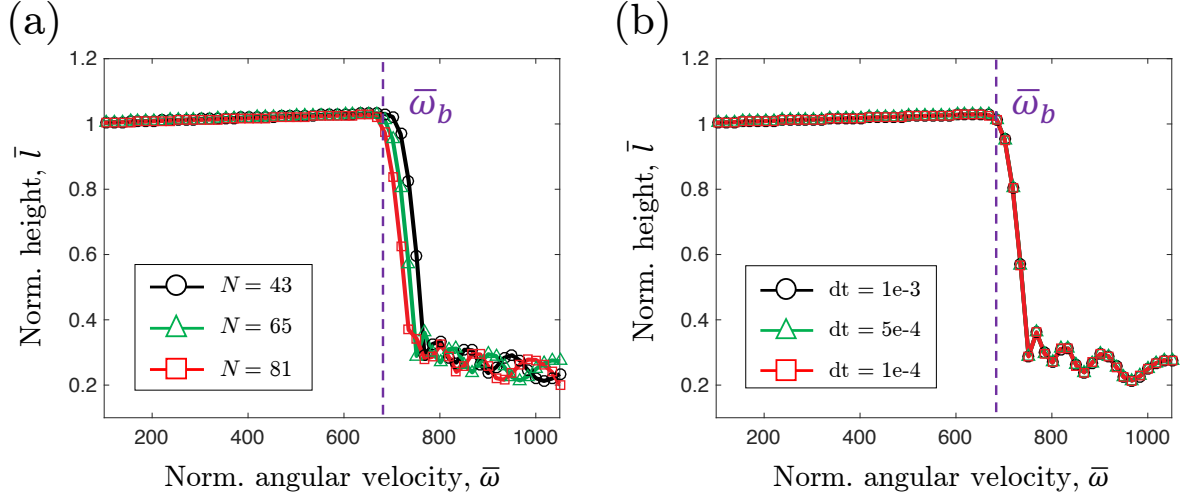 (a)
1.2
1
0.8
0.6
0.4
0.2
200
400
600
800
1000
Norm. height, l̄
Norm. angular velocity, ω̄
ω̄_b
N = 43
N = 65
N = 81
(b)
1.2
1
0.8
0.6
0.4
0.2
200
400
600
800
1000
Norm. height, l̄
Norm. angular velocity, ω̄
ω̄_b
dt = 1e-3
dt = 5e-4
dt = 1e-4